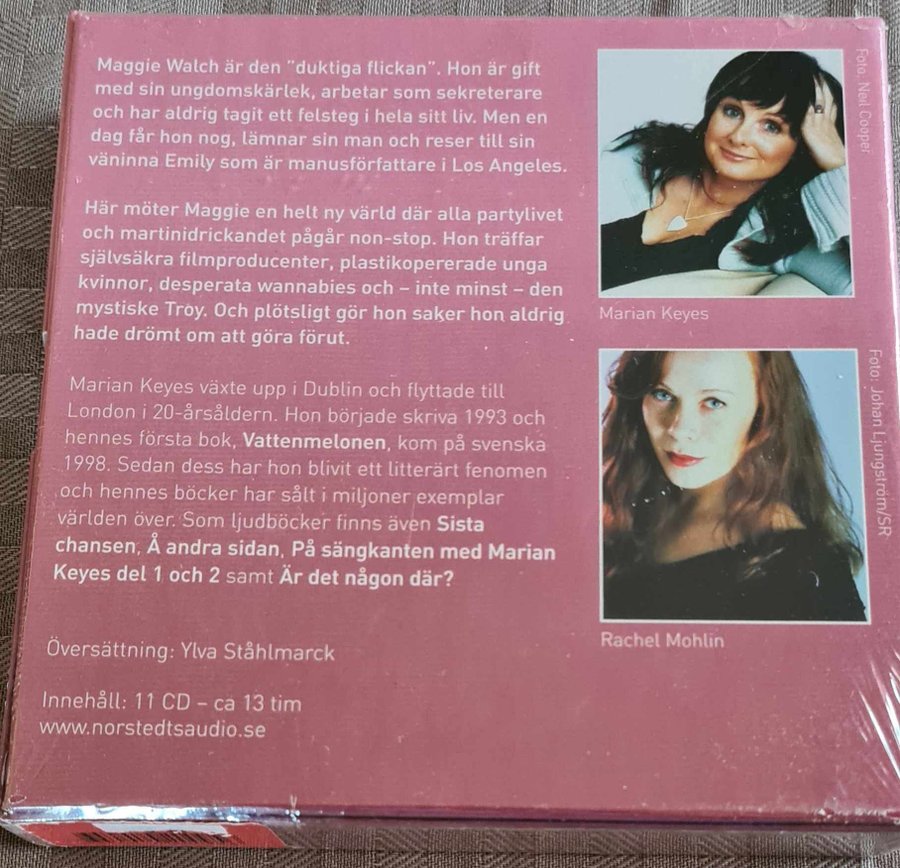 Maggie Walch är den ”duktiga flickan”. Hon är gift
med sin ungdomskärlek, arbetar som sekreterare
och har aldrig tagit ett felsteg i hela sitt liv. Men en
dag får hon nog, lämnar sin man och reser till sin
väninna Emily som är manusförfattare i Los Angeles.
Här möter Maggie en helt ny värld där alla partylivet
och martinidrickandet pågår non-stop. Hon träffar
självsäkra filmproducenter, plastikopererade unga
kvinnor, desperata wannabies och – inte minst – den
mystiske Troy. Och plötsligt gör hon saker hon aldrig
hade drömt om att göra förut.
Marian Keyes växte upp i Dublin och flyttade till
London i 20-årsåldern. Hon började skriva 1993 och
hennes första bok, Vattenmelonen, kom på svenska
1998. Sedan dess har hon blivit ett litterärt fenomen
och hennes böcker har sålt i miljoner exemplar
världen över. Som ljudböcker finns även Sista
chansen, Å andra sidan, På sängkanten med Marian
Keyes del 1 och 2 samt Är det någon där?
Översättning: Ylva Ståhlmarck
Innehåll: 11 CD – ca 13 tim
www.norstedtsaudio.se
Foto: Neil Cooper
Marian Keyes
Foto: Johan Ljungström/SR
Rachel Mohlin